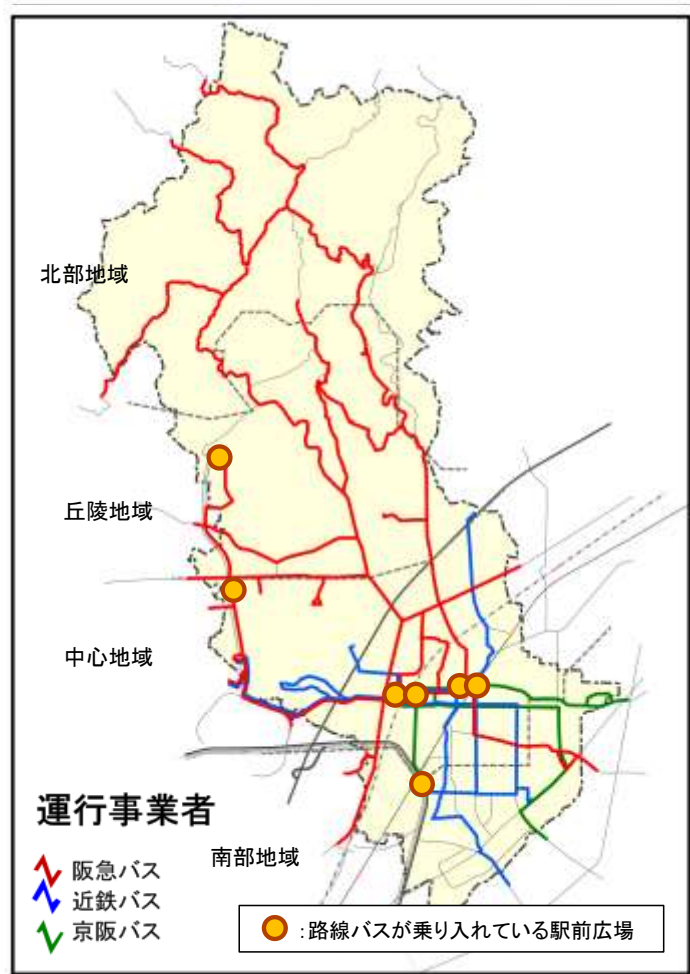 北部地域
丘陵地域
中心地域
運行事業者
南部地域
阪急バス
近鉄バス
京阪バス
:路線バスが乗り入れている駅前広場